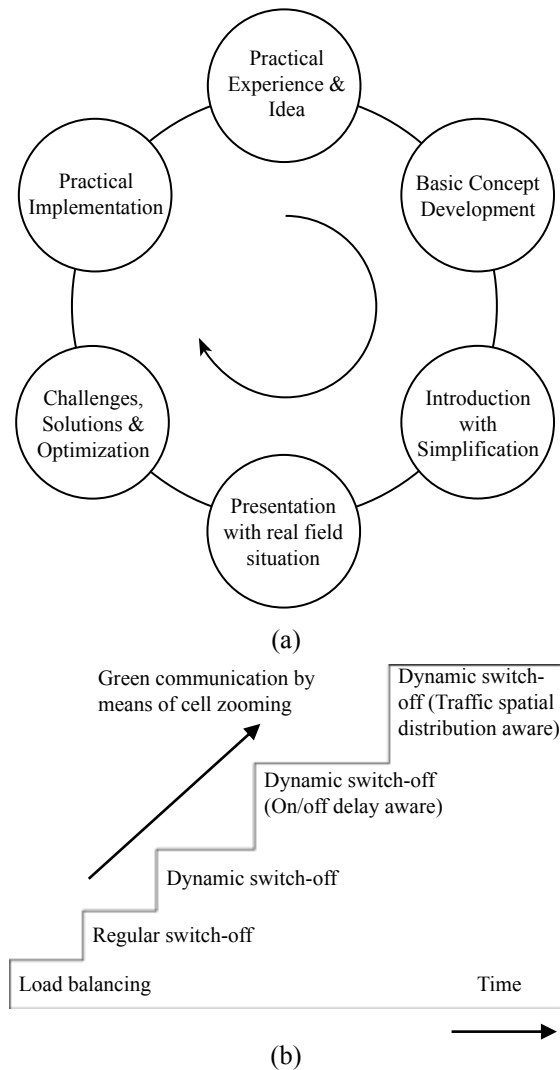 Practical
Experience &
Idea
Practical
Implementation
Basic Concept
Development
Challenges,
Solutions &
Optimization
Introduction
with
Simplification
Presentation
with real field
situation
(a)
Green communication by
means of cell zooming
Dynamic switch-
off (Traffic spatial
distribution aware)
Dynamic switch-off
(On/off delay aware)
Dynamic switch-off
Regular switch-off
Load balancing
Time
(b)